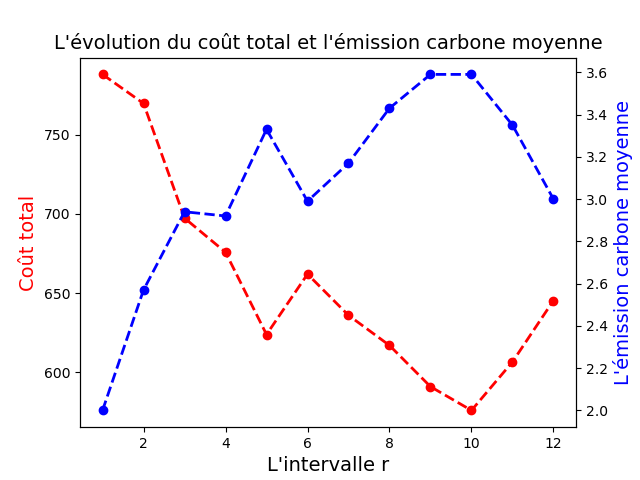 L'évolution du coût total et l'émission carbone moyenne
Coût total
750
700
650
600
3.6
3.4
3.2
3.0
2.8
2.6
2.4
2.2
2.0
L'émission carbone moyenne
2 4 6 8 10 12
L'intervalle r